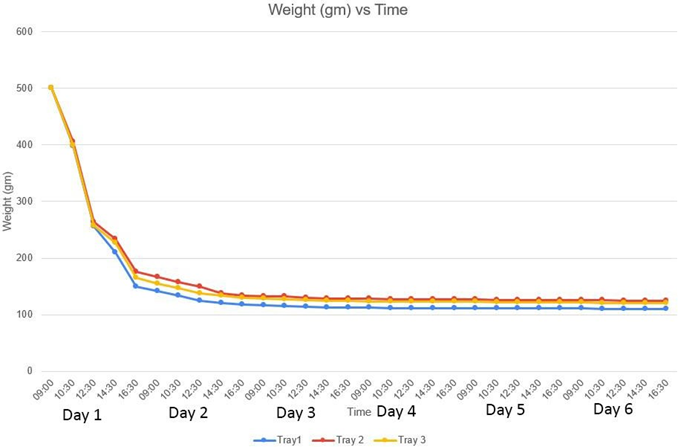 Weight (gm) vs Time
600
500
400
300
200
100
0
Weight (gm)
09:00 10:30 12:30 14:30 16:30 09:00 10:30 12:30 14:30 16:30 09:00 10:30 12:30 14:30 16:30 09:00 10:30 12:30 14:30 16:30 09:00 10:30 12:30 14:30 16:30 09:00 10:30 12:30 14:30 16:30
Day 1 Day 2 Day 3 Time Day 4 Day 5 Day 6
Tray1 Tray 2 Tray 3